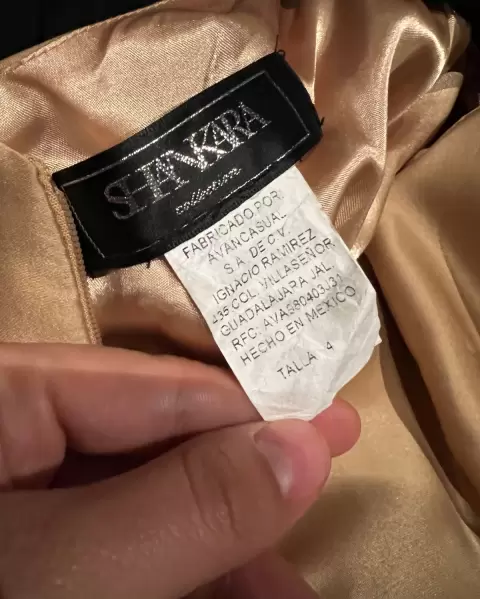 SHANKARA
collection
FABRICADO POR
AVANCASUAL
S.A. DE C.V.
IGNACIO RAMIREZ
435 COL. VILLASEÑOR,
GUADALAJARA JAL.
RFC: AVA980403J31
HECHO EN MEXICO
TALLA 4